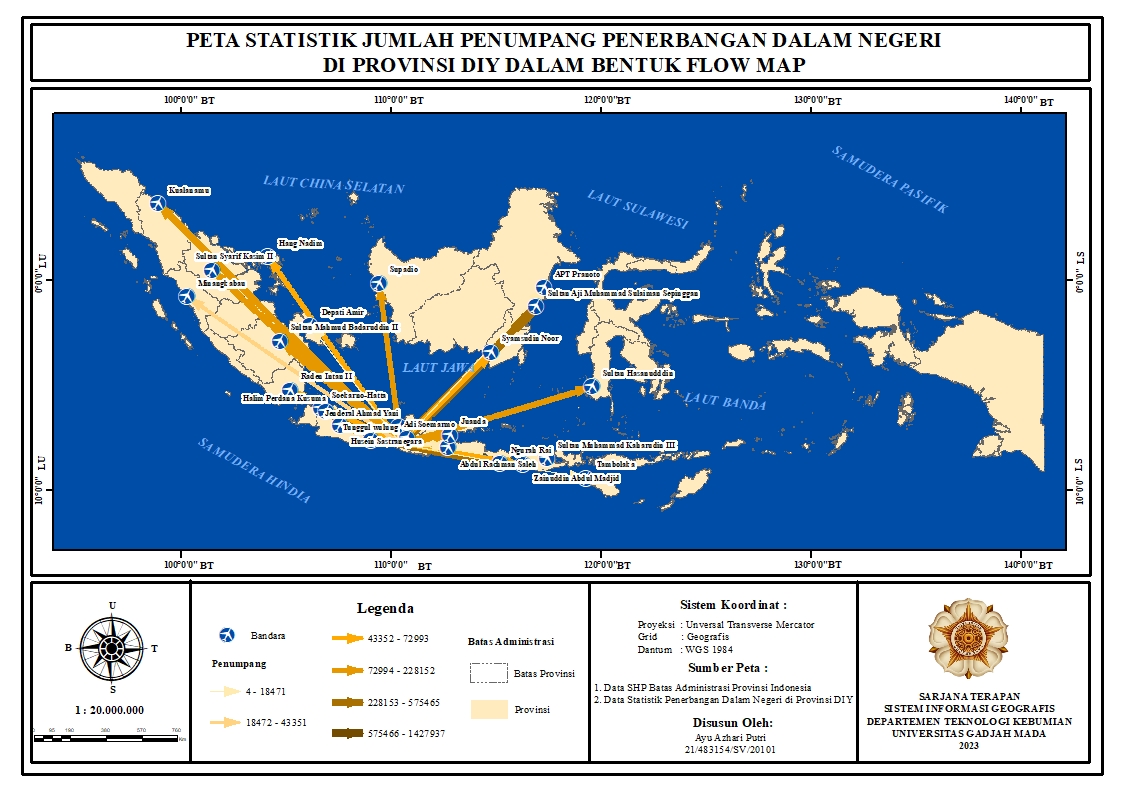 PETA STATISTIK JUMLAH PENUMPANG PENERBANGAN DALAM NEGERI
DI PROVINSI DIY DALAM BENTUK FLOW MAP
100°0'0" BT
110°0'0" BT
120°0'0" BT
130°0'0" BT
140°0'0" BT
SAMUDERA PASIFIK
LAUT CHINA SELATAN
LAUT SULAWESI
Kualanamu
Hang Nadim
Sultan Syarif Kasim II
Supadio
APT Pranoto
Minangkabau
Sultan Aji Muhammad Sulaiman Sepinggan
0°0'0" LU
0°0'0" LS
Depati Amir
Sultan Mahmud Badaruddin II
Syamsudin Noor
LAUT JAWA
Raden Intan II
Sultan Hasanudddin
Halim Perdana Kusuma
Soekarno-Hatta
LAUT BANDA
Jenderal Ahmad Yani
Tunggul wulung
Adi Soemarmo
Juanda
Husein Sastranegara
Ngurah Rai
Sultan Muhammad Kaharudin III
Abdul Rachman Saleh
Tambolaka
Zainuddin Abdul Madjid
SAMUDERA HINDIA
10°0'0" LU
10°0'0" LS
100°0'0" BT
110°0'0" BT
120°0'0" BT
130°0'0" BT
140°0'0" BT
U
B
T
S
1 : 20.000.000
0 95 190 380 570 760
Km
Legenda
Bandara
Penumpang
4 - 18471
18472 - 43351
43352 - 72993
72994 - 228152
228153 - 575465
575466 - 1427937
Batas Administrasi
Batas Provinsi
Provinsi
Sistem Koordinat :
Proyeksi : Unversal Transverse Mercator
Grid : Geografis
Dantum : WGS 1984
Sumber Peta :
1. Data SHP Batas Administrasi Provinsi Indonesia
2. Data Statistik Penerbangan Dalam Negeri di Provinsi DIY
Disusun Oleh:
Ayu Azhari Putri
21/483154/SV/20101
SARJANA TERAPAN
SISTEM INFORMASI GEOGRAFIS
DEPARTEMEN TEKNOLOGI KEBUMIAN
UNIVERSITAS GADJAH MADA
2023